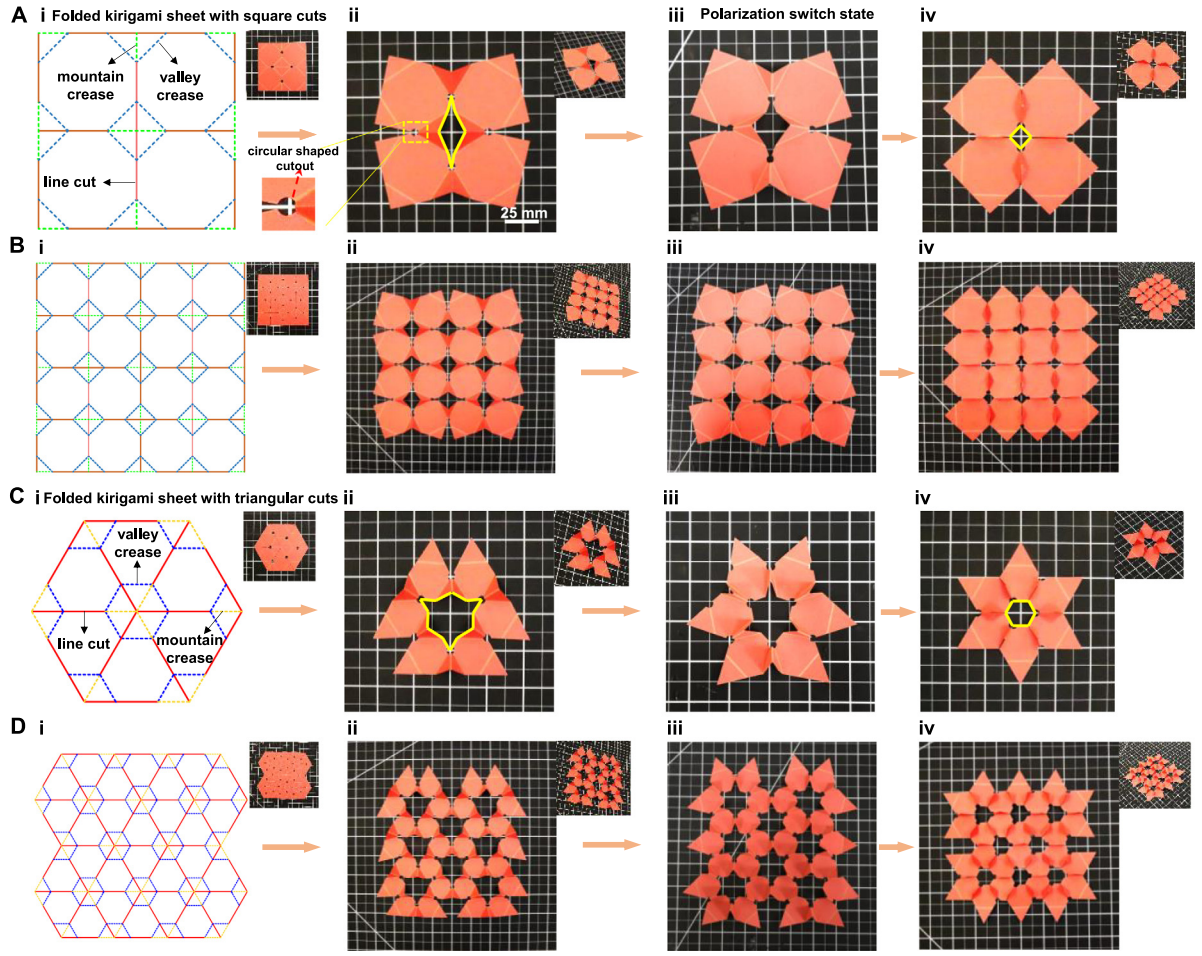 A i Folded kirigami sheet with square cuts ii iii Polarization switch state iv
mountain
crease
valley
crease
line cut
circular shaped
cutout
25 mm
B i ii iii iv
C i Folded kirigami sheet with triangular cuts ii iii iv
valley
crease
line cut
mountain
crease
D i ii iii iv